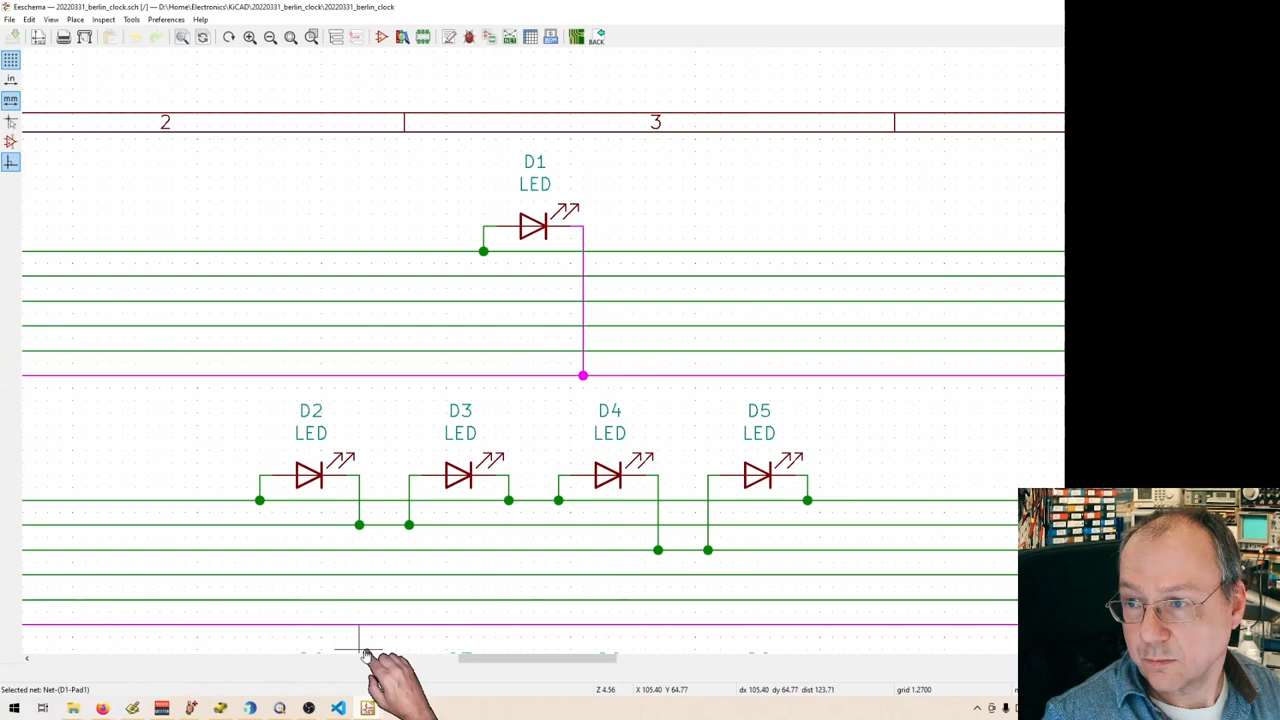 Eeschema — 20220331_berlin_clock.sch [/] — D:\Home\Electronics\KiCAD\20220331_berlin_clock\20220331_berlin_clock
File Edit View Place Inspect Tools Preferences Help
BACK
in
mm
2 3
D1
LED
D2 D3 D4 D5
LED LED LED LED
Selected net: Net-(D1-Pad1) Z 4.56 X 105.40 Y 64.77 dx 105.40 dy 64.77 dist 123.71 grid 1.2700